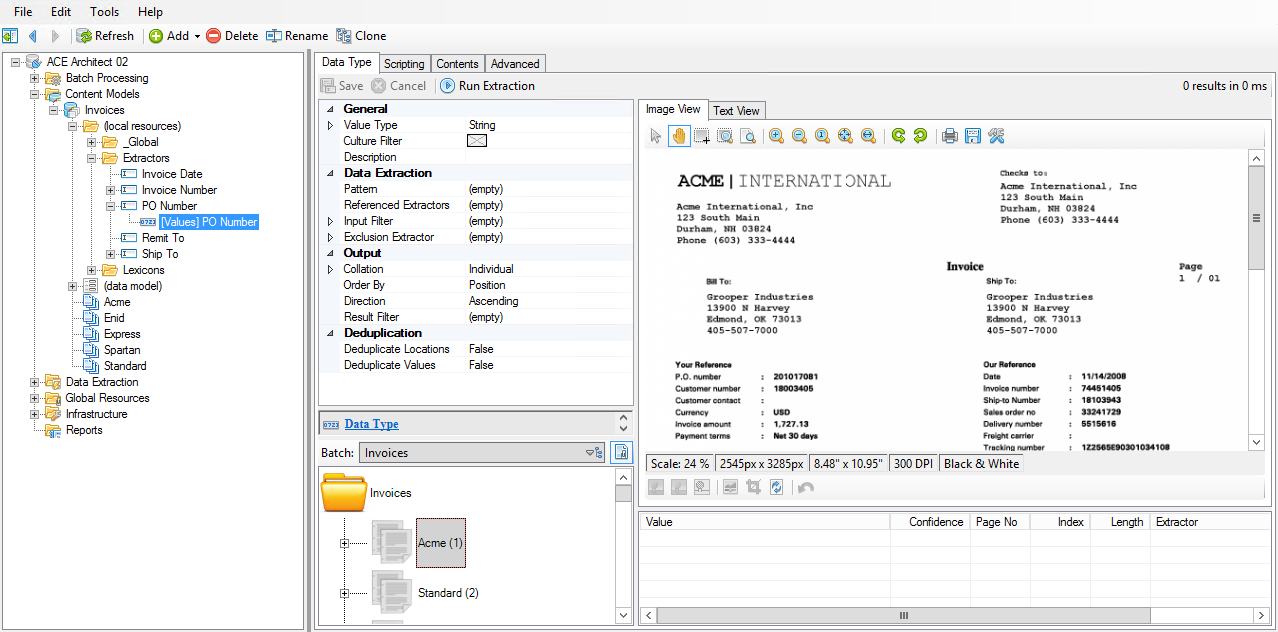 File Edit Tools Help
Refresh Add Delete Rename Clone
ACE Architect 02
Batch Processing
Content Models
Invoices
(local resources)
_Global
Extractors
Invoice Date
Invoice Number
PO Number
[Values] PO Number
Remit To
Ship To
Lexicons
(data model)
Acme
Enid
Express
Spartan
Standard
Data Extraction
Global Resources
Infrastructure
Reports
Data Type Scripting Contents Advanced
Save Cancel Run Extraction 0 results in 0 ms
General
Value Type String
Culture Filter
Description
Data Extraction
Pattern (empty)
Referenced Extractors (empty)
Input Filter (empty)
Exclusion Extractor (empty)
Output
Collation Individual
Order By Position
Direction Ascending
Result Filter (empty)
Deduplication
Deduplicate Locations False
Deduplicate Values False
Data Type
Batch: Invoices
Invoices
Acme (1)
Standard (2)
Image View Text View
ACME | INTERNATIONAL
Acme International, Inc
123 South Main
Durham, NH 03824
Phone (603) 333-4444
Checks to:
Acme International, Inc
123 South Main
Durham, NH 03824
Phone (603) 333-4444
Invoice
Page
1 / 01
Bill To:
Grooper Industries
13900 N Harvey
Edmond, OK 73013
405-507-7000
Ship To:
Grooper Industries
13900 N Harvey
Edmond, OK 73013
405-507-7000
Your Reference
P.O. number : 201017081
Customer number : 18003405
Customer contact :
Currency : USD
Invoice amount : 1,727.13
Payment terms : Net 30 days
Our Reference
Date : 11/14/2008
Invoice number : 74451405
Ship-to Number : 18103943
Sales order no : 33241729
Delivery number : 5515616
Freight carrier :
Tracking number : 1Z2565E90301034108
Scale: 24 % 2545px x 3285px 8.48" x 10.95" 300 DPI Black & White
Value Confidence Page No Index Length Extractor